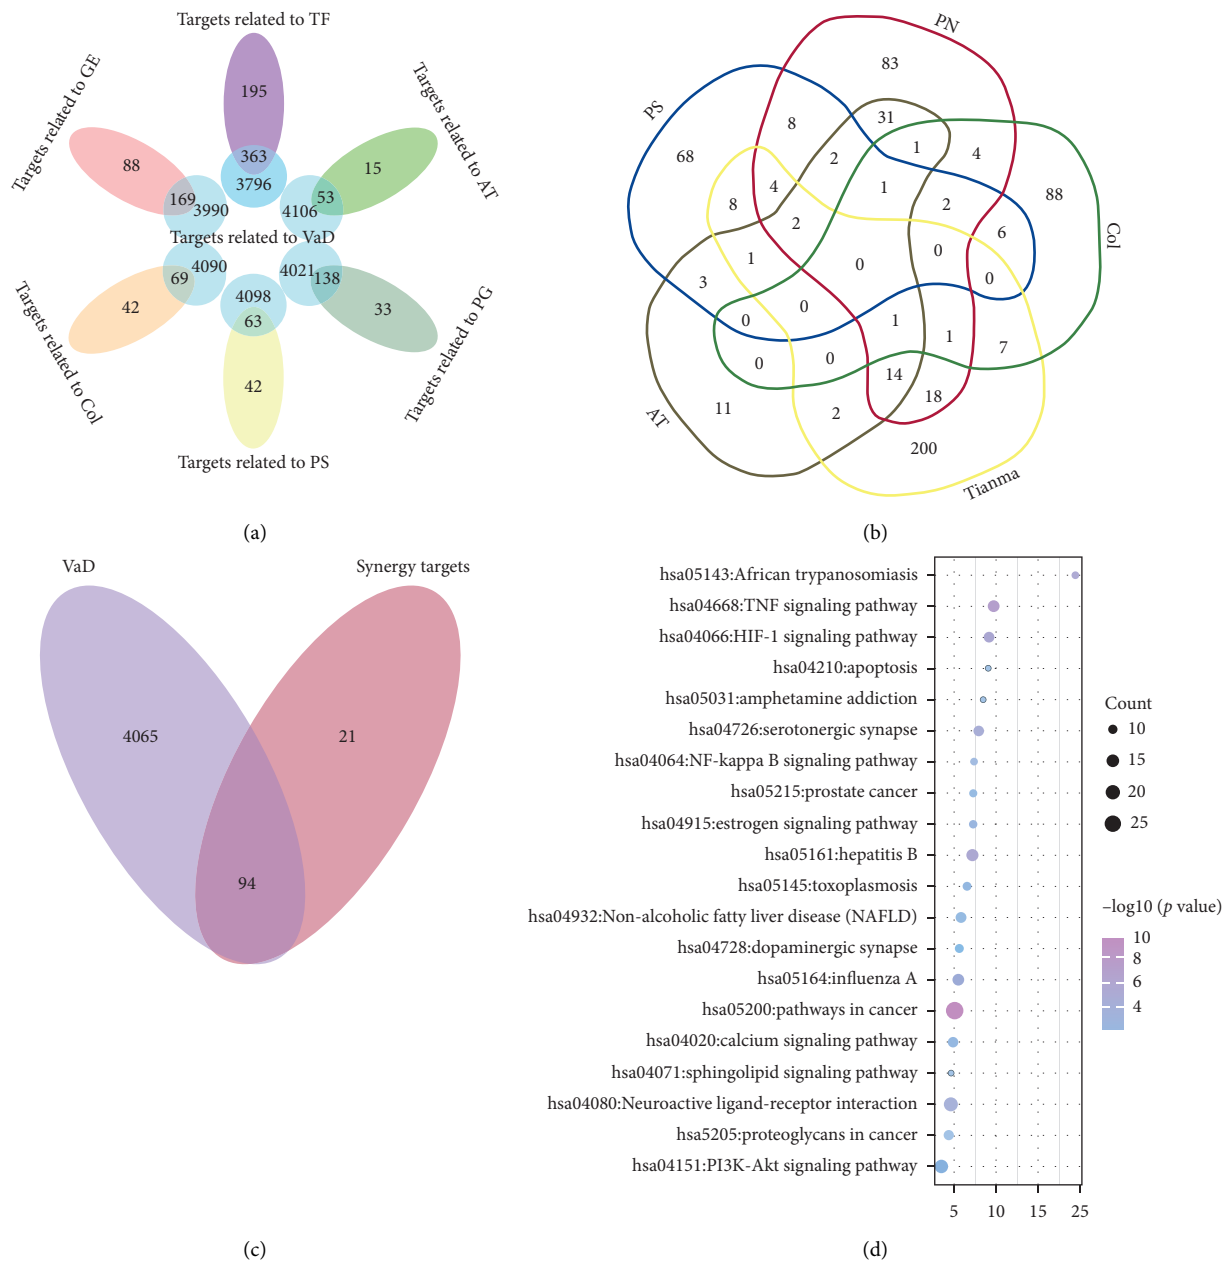 Targets related to TF
Targets related to GE
Targets related to AT
195
88
15
363
3796
169
3990
53
4106
Targets related to VaD
4090
69
4021
138
4098
63
42
33
42
Targets related to Col
Targets related to PG
Targets related to PS
(a)
PN
PS
Col
AT
Tianma
83
8
31
68
2
1
4
88
4
1
8
2
2
6
1
0
0
0
3
0
0
1
1
7
0
0
14
18
11
2
200
(b)
VaD
Synergy targets
4065
21
94
(c)
hsa05143:African trypanosomiasis
hsa04668:TNF signaling pathway
hsa04066:HIF-1 signaling pathway
hsa04210:apoptosis
hsa05031:amphetamine addiction
hsa04726:serotonergic synapse
hsa04064:NF-kappa B signaling pathway
hsa05215:prostate cancer
hsa04915:estrogen signaling pathway
hsa05161:hepatitis B
hsa05145:toxoplasmosis
hsa04932:Non-alcoholic fatty liver disease (NAFLD)
hsa04728:dopaminergic synapse
hsa05164:influenza A
hsa05200:pathways in cancer
hsa04020:calcium signaling pathway
hsa04071:sphingolipid signaling pathway
hsa04080:Neuroactive ligand-receptor interaction
hsa5205:proteoglycans in cancer
hsa04151:PI3K-Akt signaling pathway
5 10 15 25
Count
10
15
20
25
–log10 (p value)
10
8
6
4
(d)